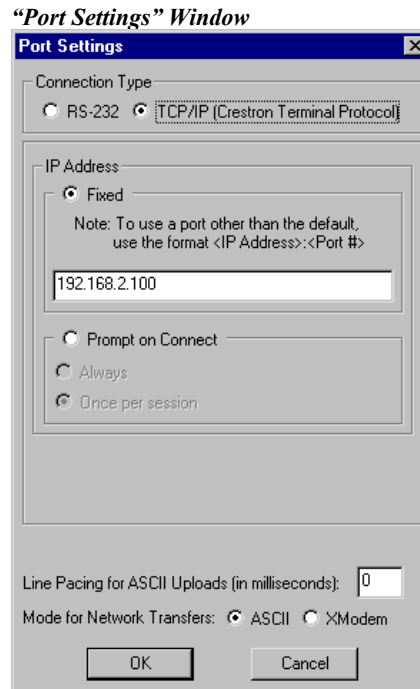 “Port Settings” Window
Port Settings
Connection Type
RS-232 TCP/IP (Crestron Terminal Protocol)
IP Address
Fixed
Note: To use a port other than the default,
use the format <IP Address>:<Port #>
192.168.2.100
Prompt on Connect
Always
Once per session
Line Pacing for ASCII Uploads (in milliseconds): 0
Mode for Network Transfers: ASCII XModem
OK Cancel